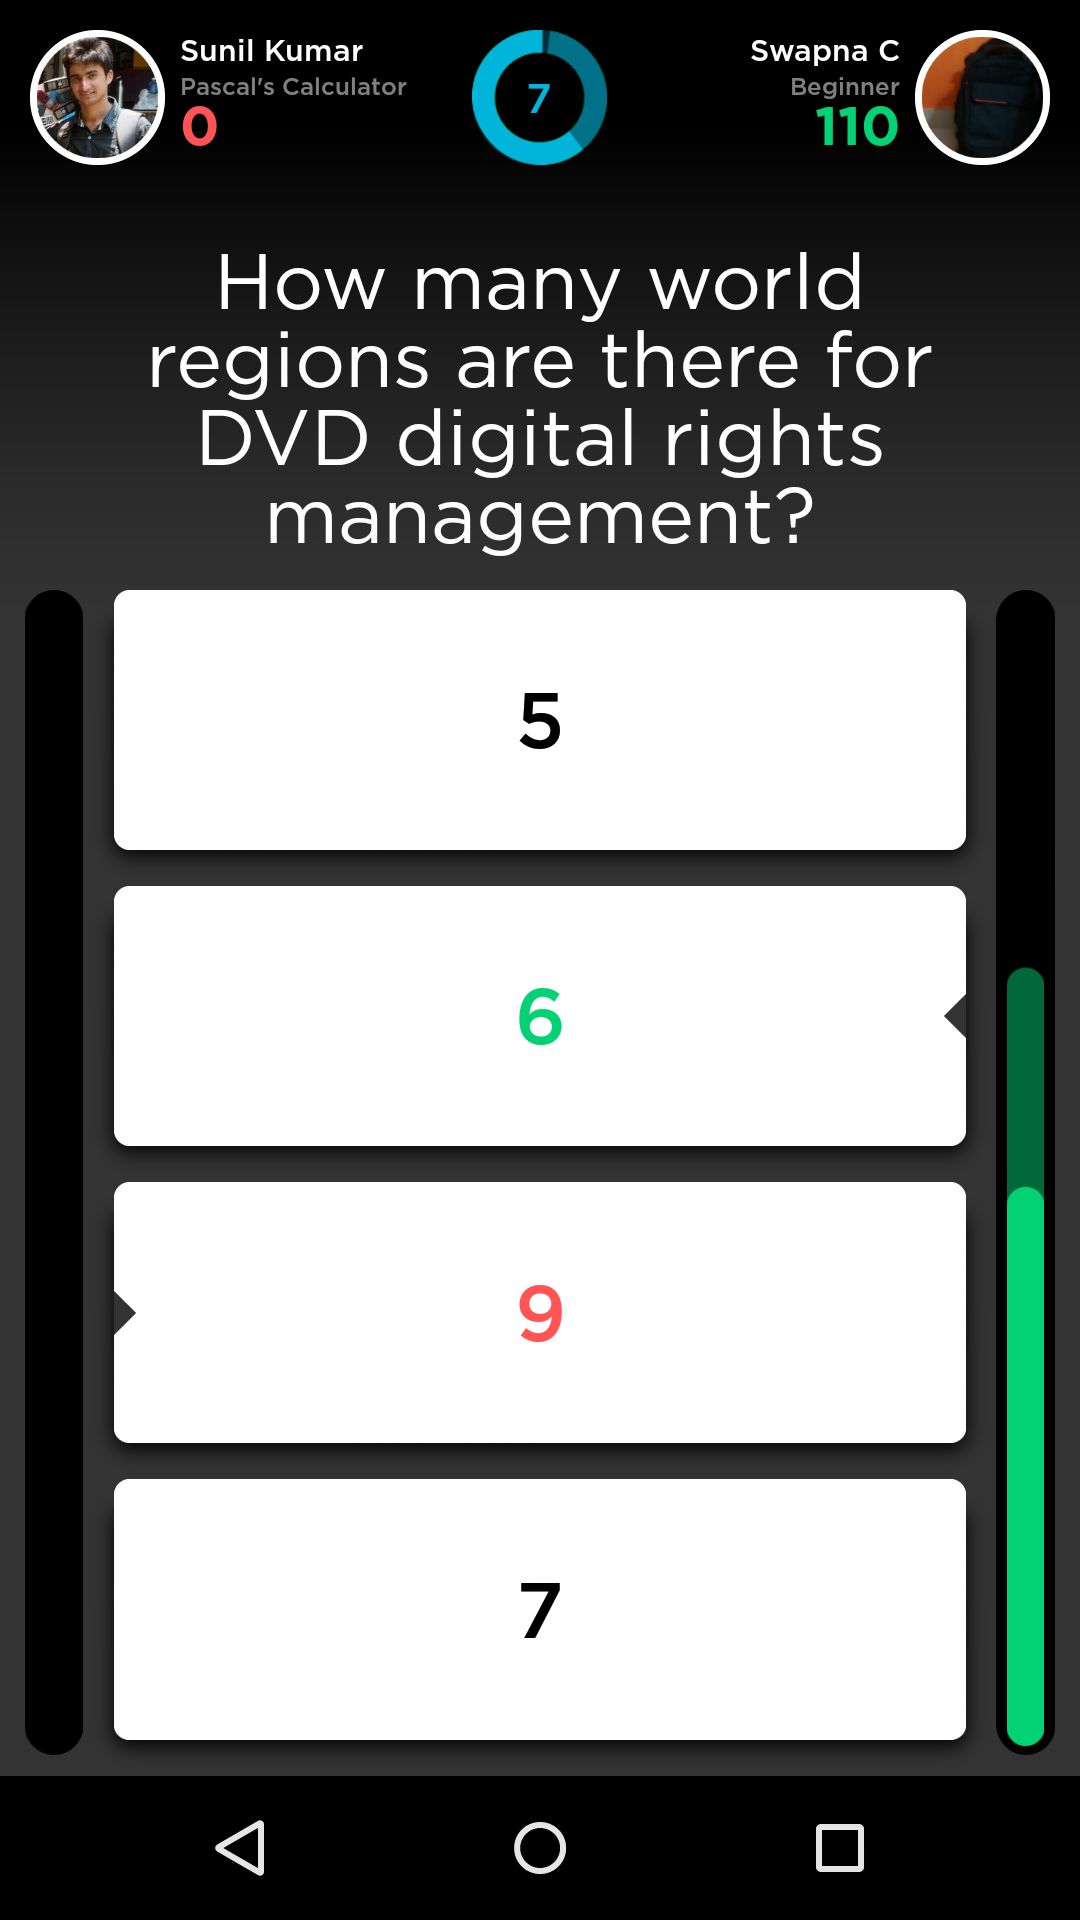 Sunil Kumar
Pascal's Calculator
0
7
Swapna C
Beginner
110
How many world
regions are there for
DVD digital rights
management?
5
6
9
7